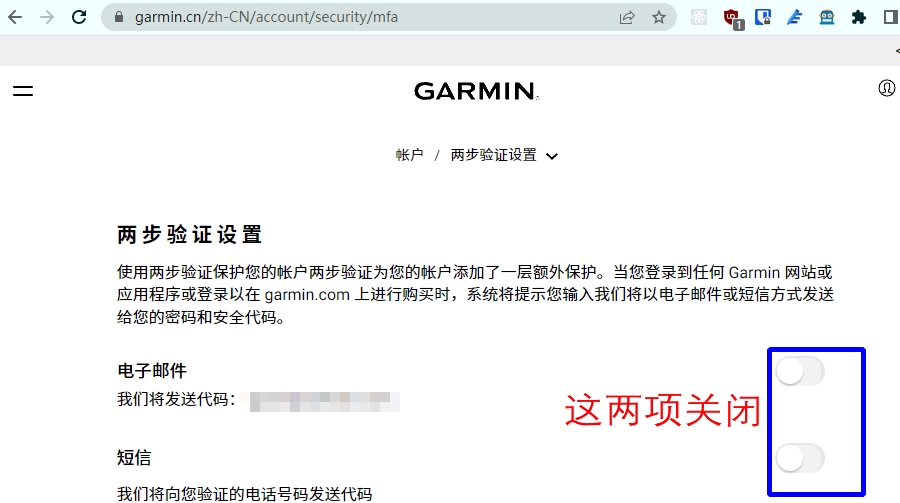 garmin.cn/zh-CN/account/security/mfa
1
GARMIN
帐户 / 两步验证设置
两步验证设置
使用两步验证保护您的帐户两步验证为您的帐户添加了一层额外保护。当您登录到任何 Garmin 网站或
应用程序或登录以在 garmin.com 上进行购买时，系统将提示您输入我们将以电子邮件或短信方式发送
给您的密码和安全代码。
电子邮件
我们将发送代码：
这两项关闭
短信
我们将向您验证的电话号码发送代码